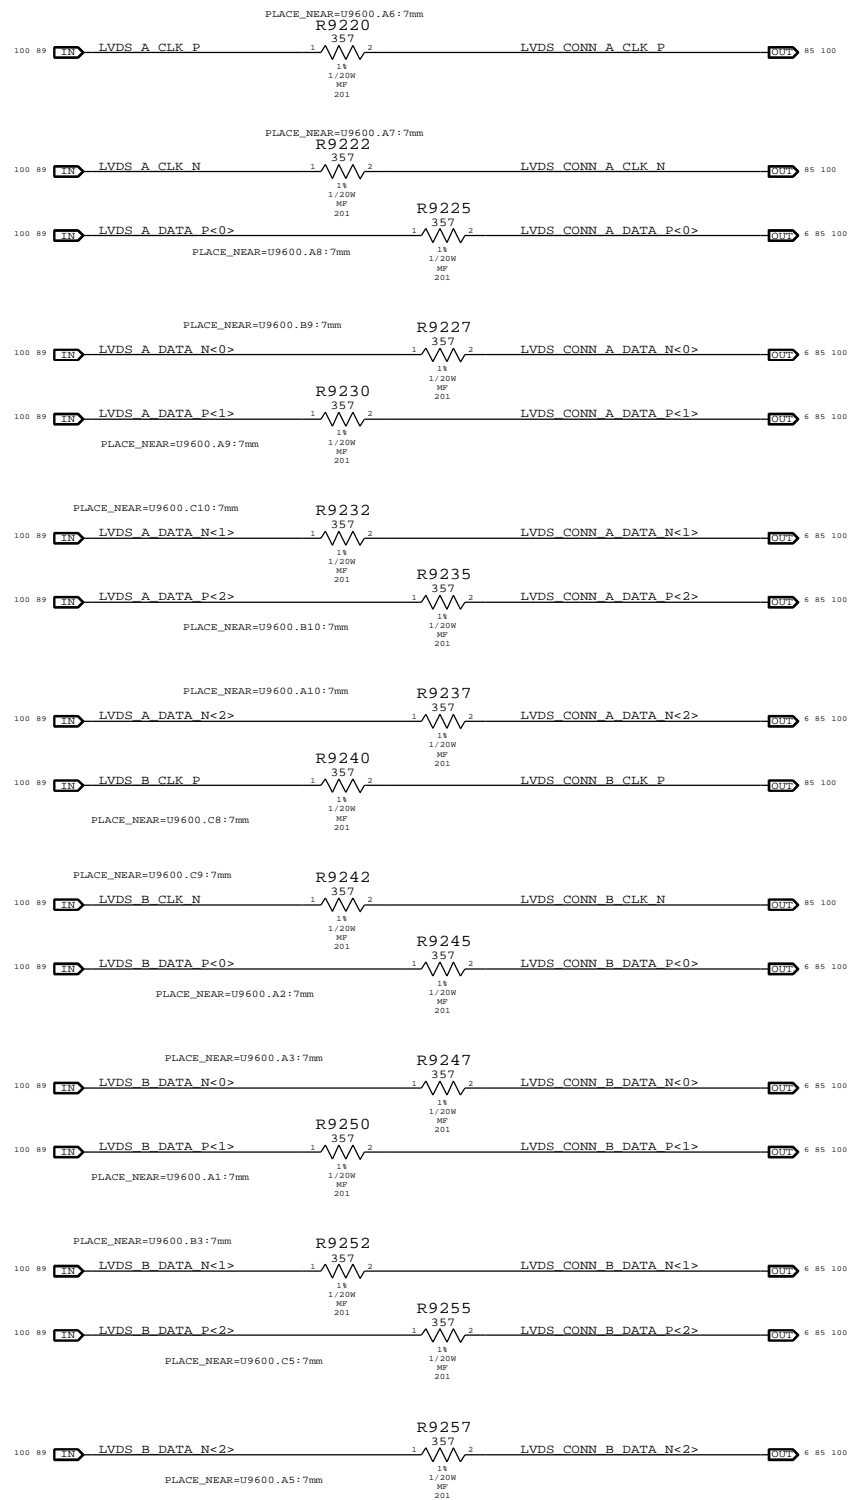 PLACE_NEAR=U9600.A6:7mm
R9220
357
100 89 IN LVDS_A_CLK_P 1 2 LVDS_CONN_A_CLK_P OUT 85 100
1%
1/20W
MF
201
PLACE_NEAR=U9600.A7:7mm
R9222
357
100 89 IN LVDS_A_CLK_N 1 2 LVDS_CONN_A_CLK_N OUT 85 100
1%
1/20W
MF
201
R9225
357
100 89 IN LVDS_A_DATA_P<0> 1 2 LVDS_CONN_A_DATA_P<0> OUT 6 85 100
PLACE_NEAR=U9600.A8:7mm
1%
1/20W
MF
201
PLACE_NEAR=U9600.B9:7mm
R9227
357
100 89 IN LVDS_A_DATA_N<0> 1 2 LVDS_CONN_A_DATA_N<0> OUT 6 85 100
1%
1/20W
MF
201
R9230
357
100 89 IN LVDS_A_DATA_P<1> 1 2 LVDS_CONN_A_DATA_P<1> OUT 6 85 100
1%
1/20W
MF
201
PLACE_NEAR=U9600.A9:7mm
PLACE_NEAR=U9600.C10:7mm
R9232
357
100 89 IN LVDS_A_DATA_N<1> 1 2 LVDS_CONN_A_DATA_N<1> OUT 6 85 100
1%
1/20W
MF
201
R9235
357
100 89 IN LVDS_A_DATA_P<2> 1 2 LVDS_CONN_A_DATA_P<2> OUT 6 85 100
1%
1/20W
MF
201
PLACE_NEAR=U9600.B10:7mm
PLACE_NEAR=U9600.A10:7mm
R9237
357
100 89 IN LVDS_A_DATA_N<2> 1 2 LVDS_CONN_A_DATA_N<2> OUT 6 85 100
1%
1/20W
MF
201
R9240
357
100 89 IN LVDS_B_CLK_P 1 2 LVDS_CONN_B_CLK_P OUT 85 100
1%
1/20W
MF
201
PLACE_NEAR=U9600.C8:7mm
PLACE_NEAR=U9600.C9:7mm
R9242
357
100 89 IN LVDS_B_CLK_N 1 2 LVDS_CONN_B_CLK_N OUT 85 100
1%
1/20W
MF
201
R9245
357
100 89 IN LVDS_B_DATA_P<0> 1 2 LVDS_CONN_B_DATA_P<0> OUT 6 85 100
1%
1/20W
MF
201
PLACE_NEAR=U9600.A2:7mm
PLACE_NEAR=U9600.A3:7mm
R9247
357
100 89 IN LVDS_B_DATA_N<0> 1 2 LVDS_CONN_B_DATA_N<0> OUT 6 85 100
1%
1/20W
MF
201
R9250
357
100 89 IN LVDS_B_DATA_P<1> 1 2 LVDS_CONN_B_DATA_P<1> OUT 6 85 100
1%
1/20W
MF
201
PLACE_NEAR=U9600.A1:7mm
PLACE_NEAR=U9600.B3:7mm
R9252
357
100 89 IN LVDS_B_DATA_N<1> 1 2 LVDS_CONN_B_DATA_N<1> OUT 6 85 100
1%
1/20W
MF
201
R9255
357
100 89 IN LVDS_B_DATA_P<2> 1 2 LVDS_CONN_B_DATA_P<2> OUT 6 85 100
1%
1/20W
MF
201
PLACE_NEAR=U9600.C5:7mm
R9257
357
100 89 IN LVDS_B_DATA_N<2> 1 2 LVDS_CONN_B_DATA_N<2> OUT 6 85 100
1%
1/20W
MF
201
PLACE_NEAR=U9600.A5:7mm